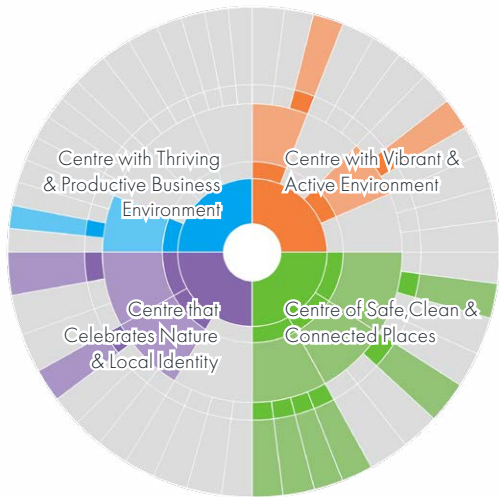 Centre with Thriving
& Productive Business
Environment
Centre with Vibrant &
Active Environment
Centre that
Celebrates Nature
& Local Identity
Centre of Safe,Clean &
Connected Places